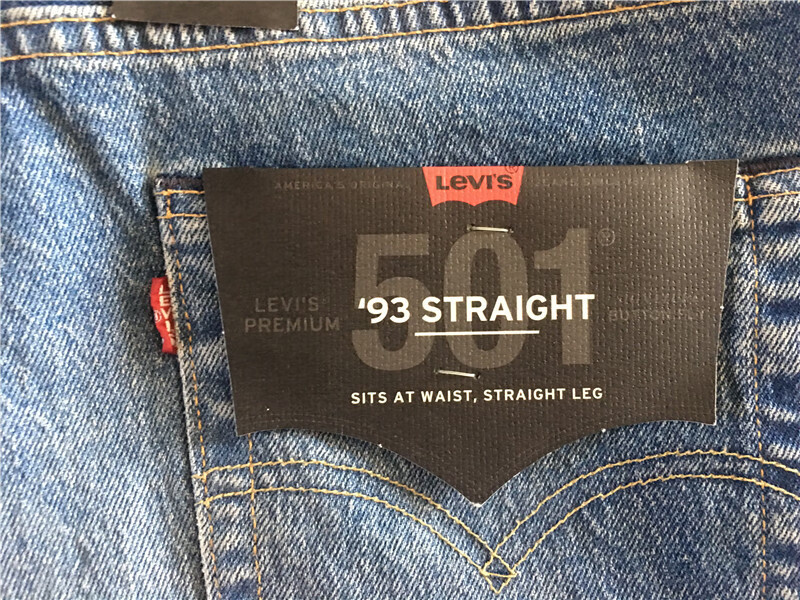 AMERICA'S ORIGINAL
LEVI'S
501®
LEVI'S
PREMIUM
'93 STRAIGHT
BUTTON FLY
SITS AT WAIST, STRAIGHT LEG